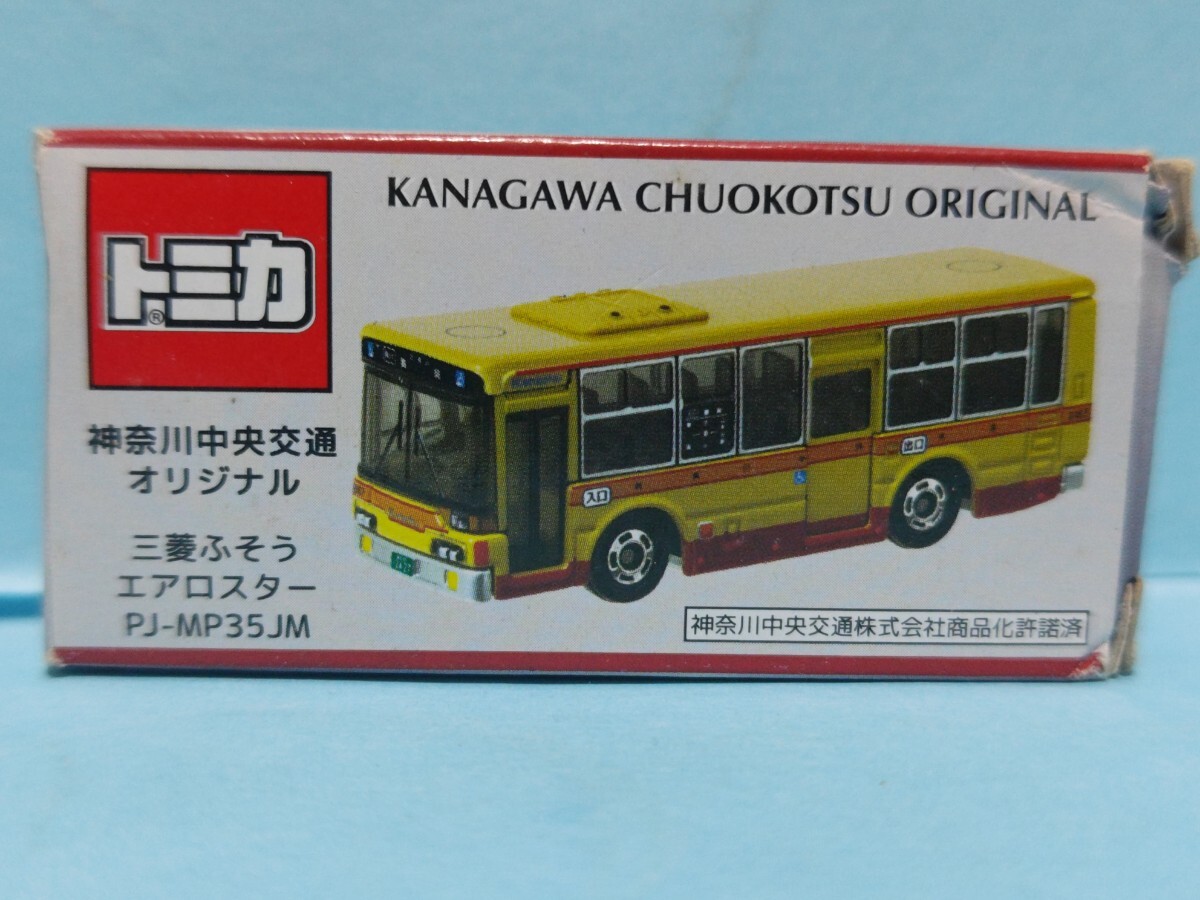 トミカ®
KANAGAWA CHUOKOTSU ORIGINAL
神奈川中央交通
オリジナル
三菱ふそう
エアロスター
PJ-MP35JM
入口
出口
神奈川中央交通株式会社商品化許諾済